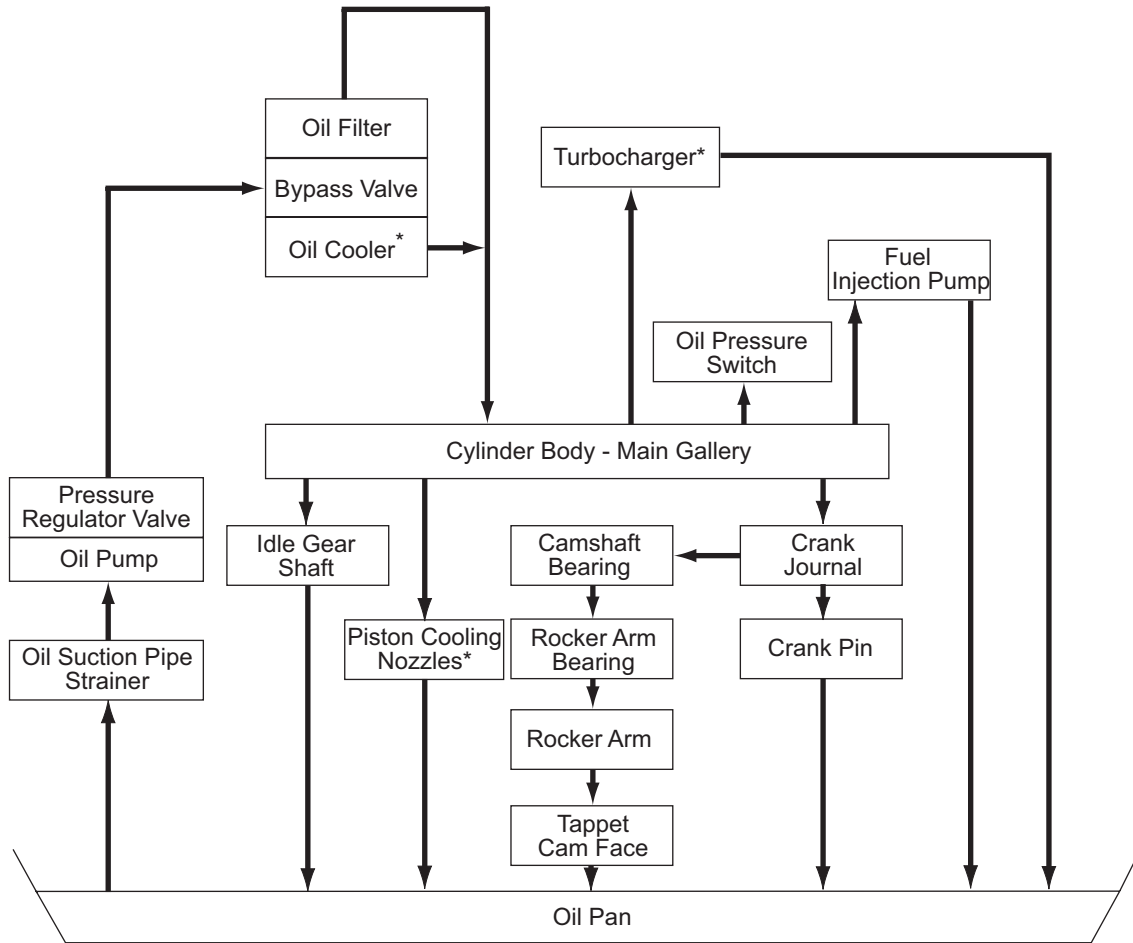 Oil Filter
Bypass Valve
Oil Cooler*
Turbocharger*
Fuel
Injection Pump
Oil Pressure
Switch
Cylinder Body - Main Gallery
Pressure
Regulator Valve
Oil Pump
Oil Suction Pipe
Strainer
Idle Gear
Shaft
Piston Cooling
Nozzles*
Camshaft
Bearing
Rocker Arm
Bearing
Rocker Arm
Tappet
Cam Face
Crank
Journal
Crank Pin
Oil Pan